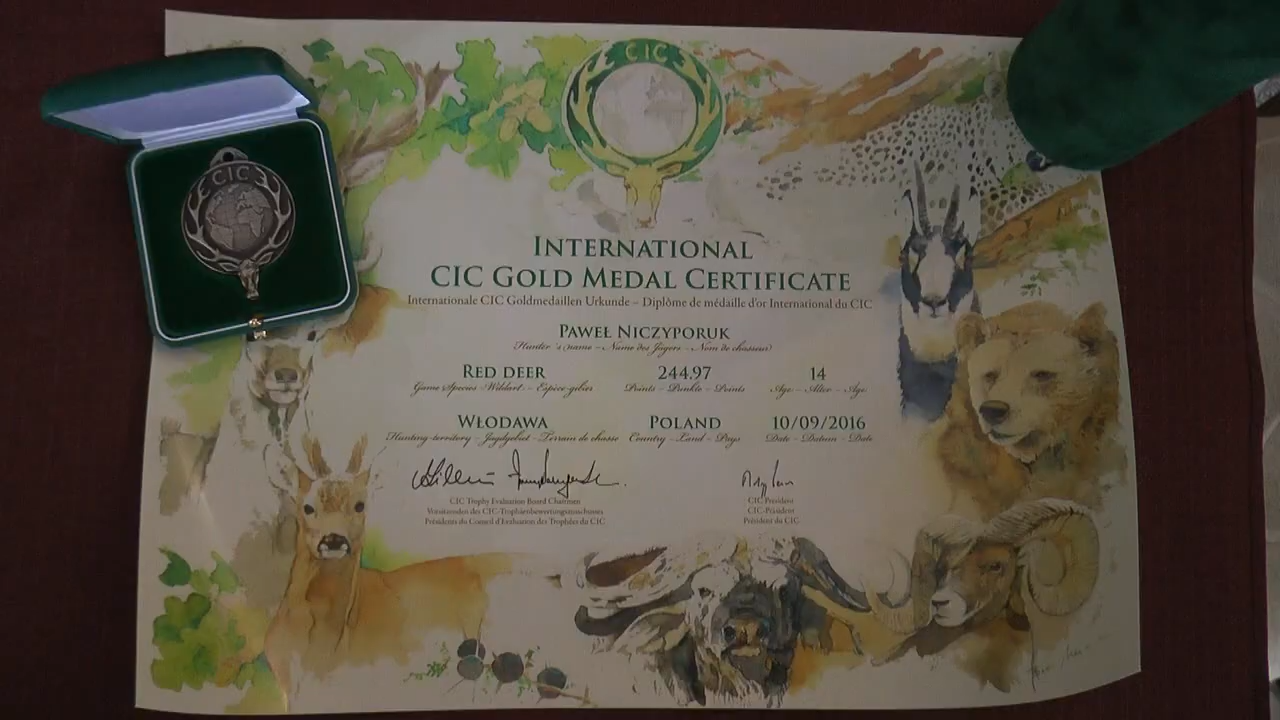 CIC
CIC
INTERNATIONAL
CIC GOLD MEDAL CERTIFICATE
Internationale CIC Goldmedaillen Urkunde – Diplôme de médaille d'or International du CIC
PAWEŁ NICZYPORUK
Hunter's name – Name des Jägers – Nom de chasseur
RED DEER 244.97 14
Game Species – Wildart – Espèce-gibier Points – Punkte – Points Age – Alter – Age
WŁODAWA POLAND 10/09/2016
Hunting-territory – Jagdgebiet – Terrain de chasse Country – Land – Pays Date – Datum – Date
CIC Trophy Evaluation Board Chairmen CIC President
Vorsitzenden des CIC-Trophäenbewertungsausschusses CIC-Präsident
Présidents du Conseil d'Evaluation des Trophées du CIC Président du CIC